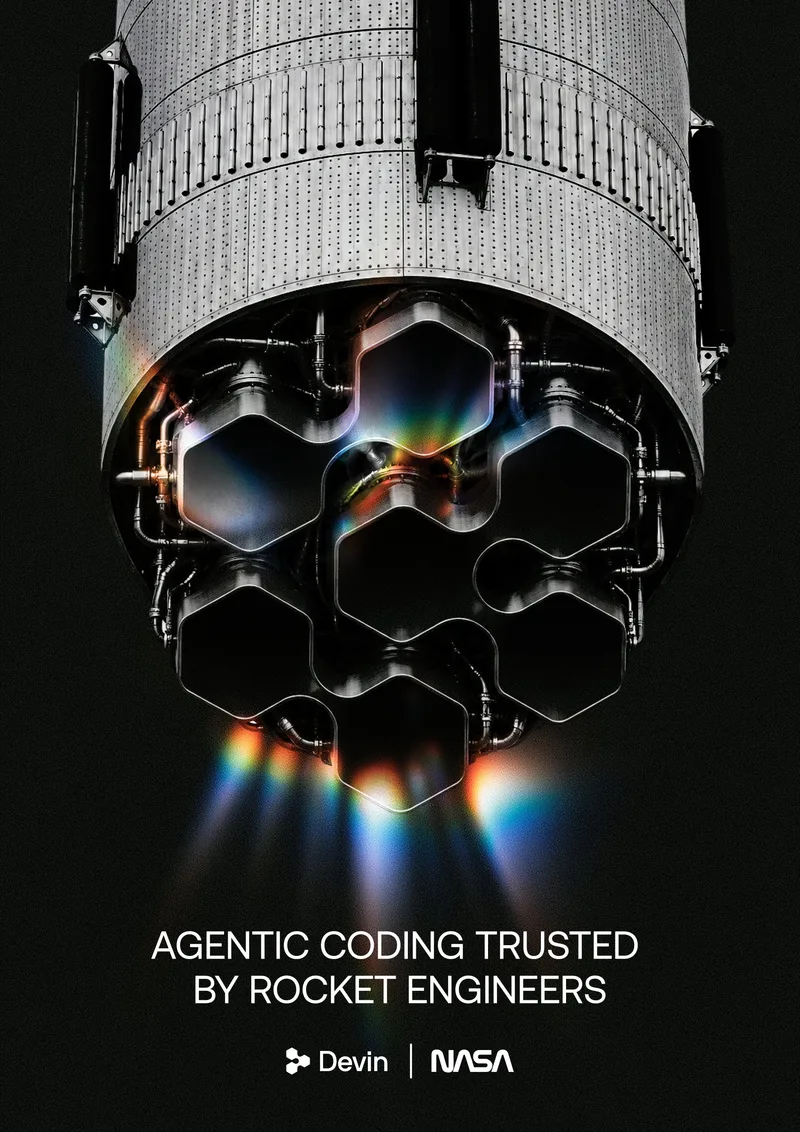 AGENTIC CODING TRUSTED
BY ROCKET ENGINEERS
Devin | NASA